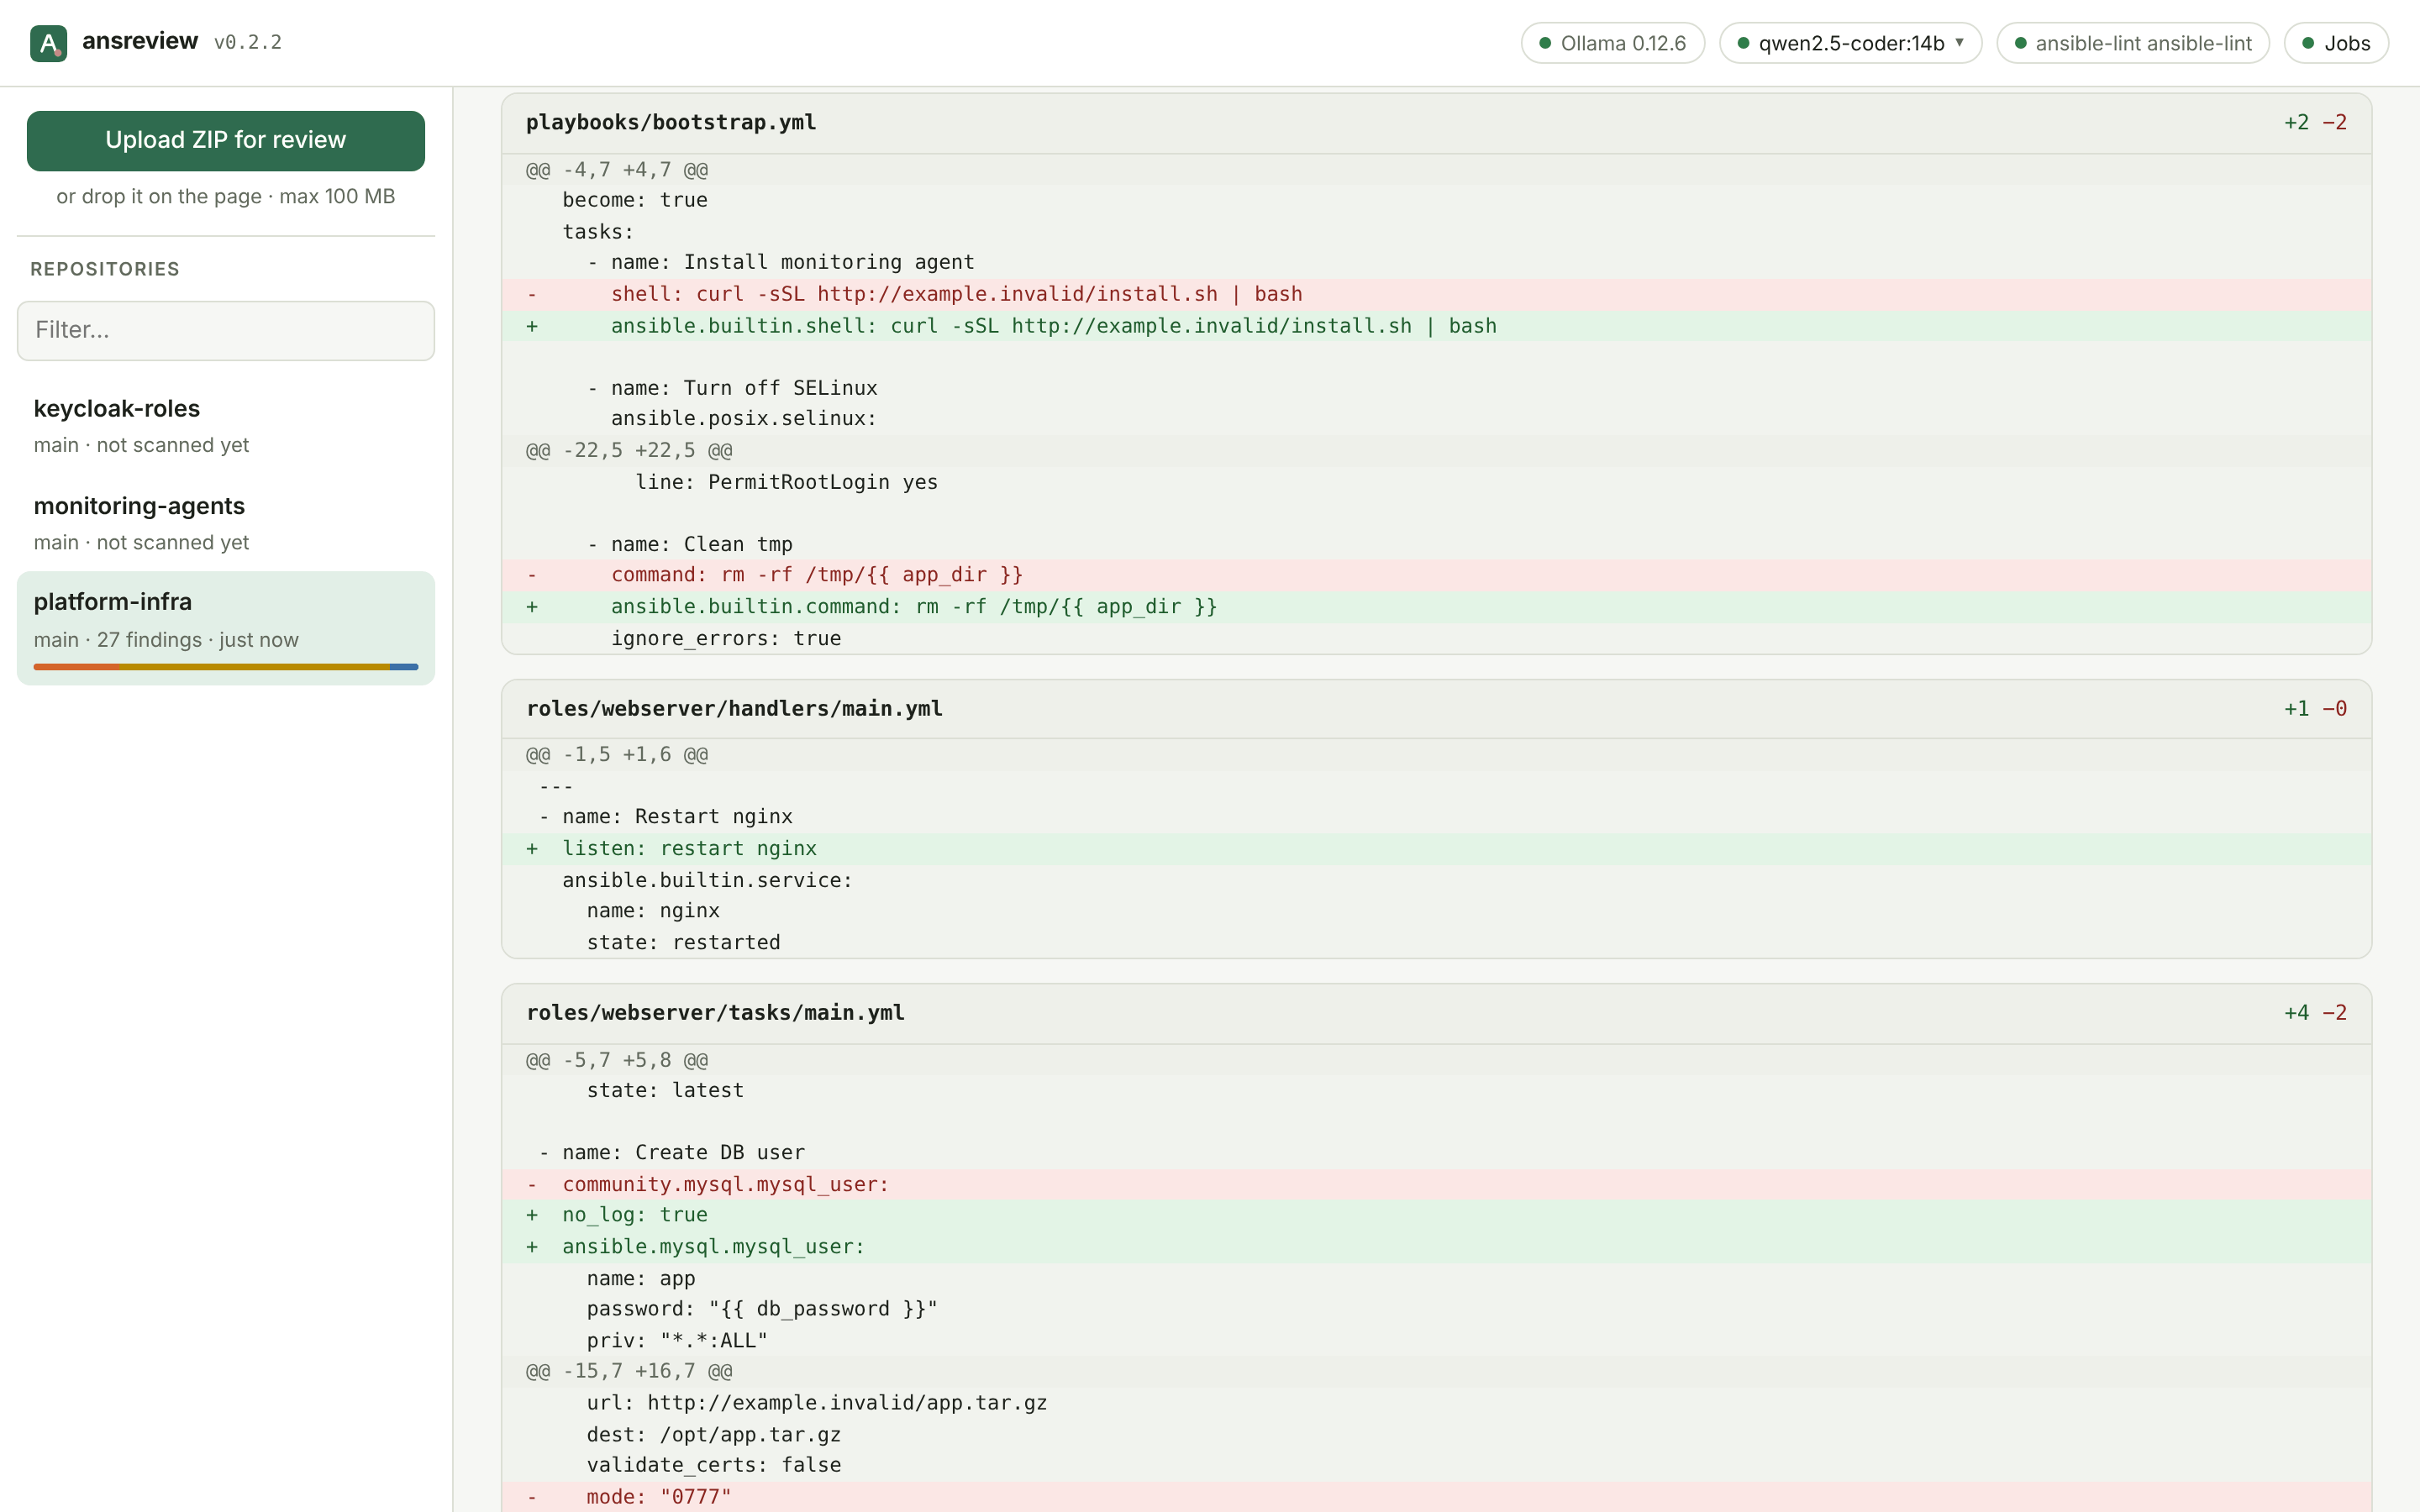 ansreview v0.2.2
Ollama 0.12.6
qwen2.5-coder:14b ▾
ansible-lint ansible-lint
Jobs
Upload ZIP for review
or drop it on the page · max 100 MB
REPOSITORIES
Filter...
keycloak-roles
main · not scanned yet
monitoring-agents
main · not scanned yet
platform-infra
main · 27 findings · just now
playbooks/bootstrap.yml +2 −2
@@ -4,7 +4,7 @@
   become: true
   tasks:
     - name: Install monitoring agent
-      shell: curl -sSL http://example.invalid/install.sh | bash
+      ansible.builtin.shell: curl -sSL http://example.invalid/install.sh | bash
     - name: Turn off SELinux
       ansible.posix.selinux:
@@ -22,5 +22,5 @@
         line: PermitRootLogin yes
     - name: Clean tmp
-      command: rm -rf /tmp/{{ app_dir }}
+      ansible.builtin.command: rm -rf /tmp/{{ app_dir }}
       ignore_errors: true
roles/webserver/handlers/main.yml +1 −0
@@ -1,5 +1,6 @@
 ---
 - name: Restart nginx
+  listen: restart nginx
   ansible.builtin.service:
     name: nginx
     state: restarted
roles/webserver/tasks/main.yml +4 −2
@@ -5,7 +5,8 @@
     state: latest
 - name: Create DB user
-  community.mysql.mysql_user:
+  no_log: true
+  ansible.mysql.mysql_user:
     name: app
     password: "{{ db_password }}"
     priv: "*.*:ALL"
@@ -15,7 +16,7 @@
     url: http://example.invalid/app.tar.gz
     dest: /opt/app.tar.gz
     validate_certs: false
-    mode: "0777"